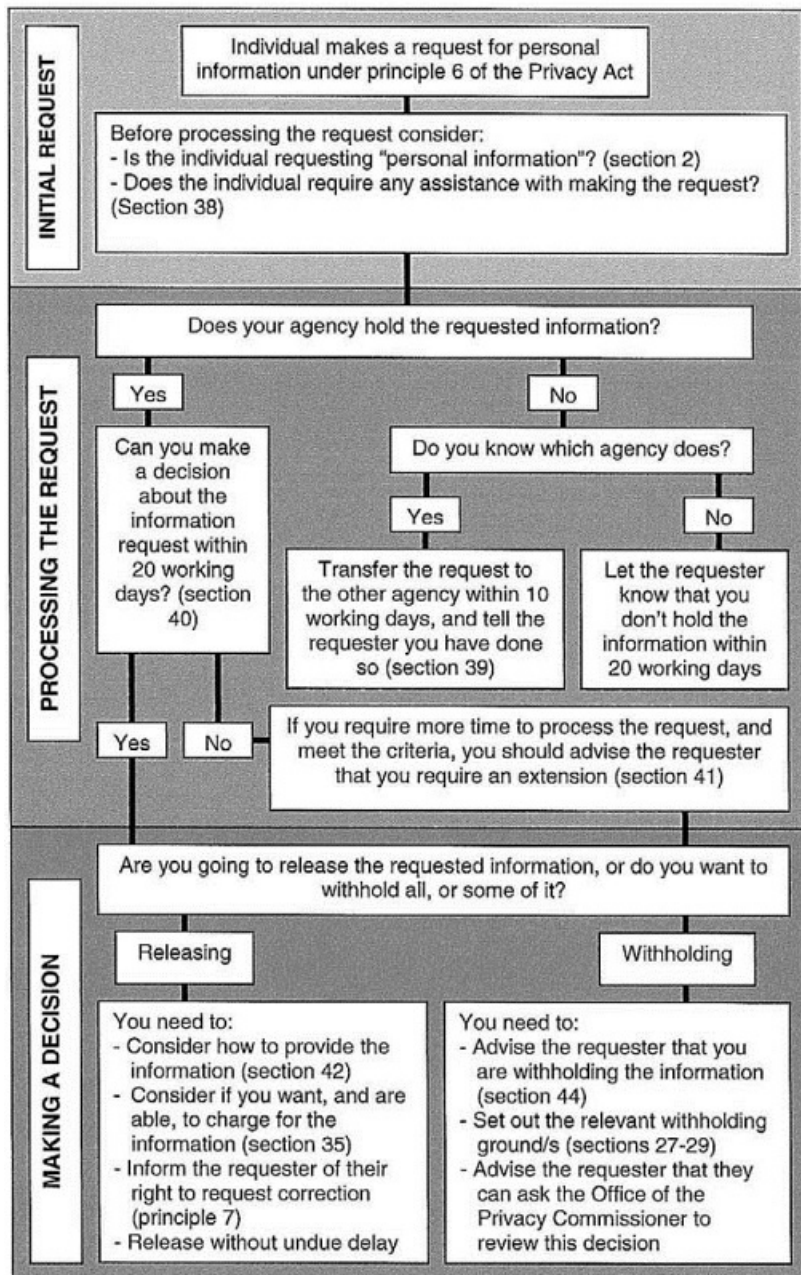 INITIAL REQUEST
Individual makes a request for personal
information under principle 6 of the Privacy Act
Before processing the request consider:
- Is the individual requesting “personal information”? (section 2)
- Does the individual require any assistance with making the request?
(Section 38)
PROCESSING THE REQUEST
Does your agency hold the requested information?
Yes
No
Can you make
a decision
about the
information
request within
20 working
days? (section
40)
Do you know which agency does?
Yes
No
Transfer the request to
the other agency within 10
working days, and tell the
requester you have done
so (section 39)
Let the requester
know that you
don't hold the
information within
20 working days
Yes
No
If you require more time to process the request, and
meet the criteria, you should advise the requester
that you require an extension (section 41)
MAKING A DECISION
Are you going to release the requested information, or do you want to
withhold all, or some of it?
Releasing
Withholding
You need to:
- Consider how to provide the
information (section 42)
- Consider if you want, and are
able, to charge for the
information (section 35)
- Inform the requester of their
right to request correction
(principle 7)
- Release without undue delay
You need to:
- Advise the requester that you
are withholding the information
(section 44)
- Set out the relevant withholding
ground/s (sections 27-29)
- Advise the requester that they
can ask the Office of the
Privacy Commissioner to
review this decision